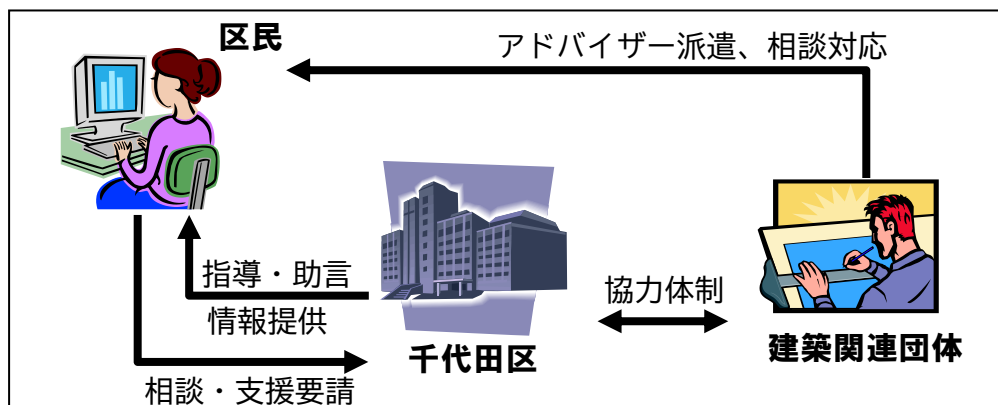 区民
アドバイザー派遣、相談対応
指導・助言
情報提供
協力体制
千代田区
建築関連団体
相談・支援要請